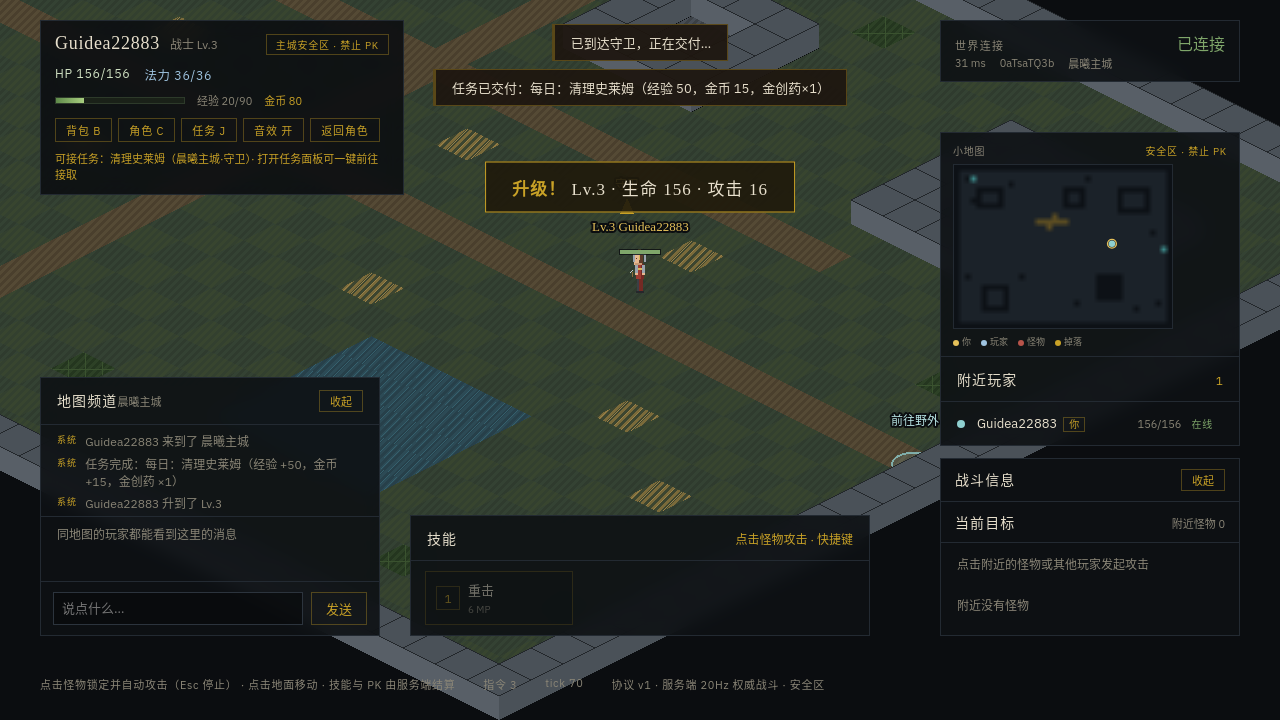 Guidea22883 战士 Lv.3 主城安全区 · 禁止 PK
HP 156/156 法力 36/36
经验 20/90 金币 80
背包 B 角色 C 任务 J 音效 开 返回角色
可接任务：清理史莱姆（晨曦主城·守卫）· 打开任务面板可一键前往
接取
已到达守卫，正在交付…
任务已交付：每日：清理史莱姆（经验 50，金币 15，金创药×1）
升级！ Lv.3 · 生命 156 · 攻击 16
Lv.3 Guidea22883
前往野外
世界连接 已连接
31 ms 0aTsaTQ3b 晨曦主城
小地图 安全区 · 禁止 PK
你 玩家 怪物 掉落
附近玩家 1
Guidea22883 你 156/156 在线
战斗信息 收起
当前目标 附近怪物 0
点击附近的怪物或其他玩家发起攻击
附近没有怪物
地图频道 晨曦主城 收起
系统 Guidea22883 来到了 晨曦主城
系统 任务完成：每日：清理史莱姆（经验 +50，金币
+15，金创药 ×1）
系统 Guidea22883 升到了 Lv.3
同地图的玩家都能看到这里的消息
说点什么… 发送
技能 点击怪物攻击 · 快捷键
1 重击
6 MP
点击怪物锁定并自动攻击（Esc 停止） · 点击地面移动 · 技能与 PK 由服务端结算 指令 3 tick 70 协议 v1 · 服务端 20Hz 权威战斗 · 安全区